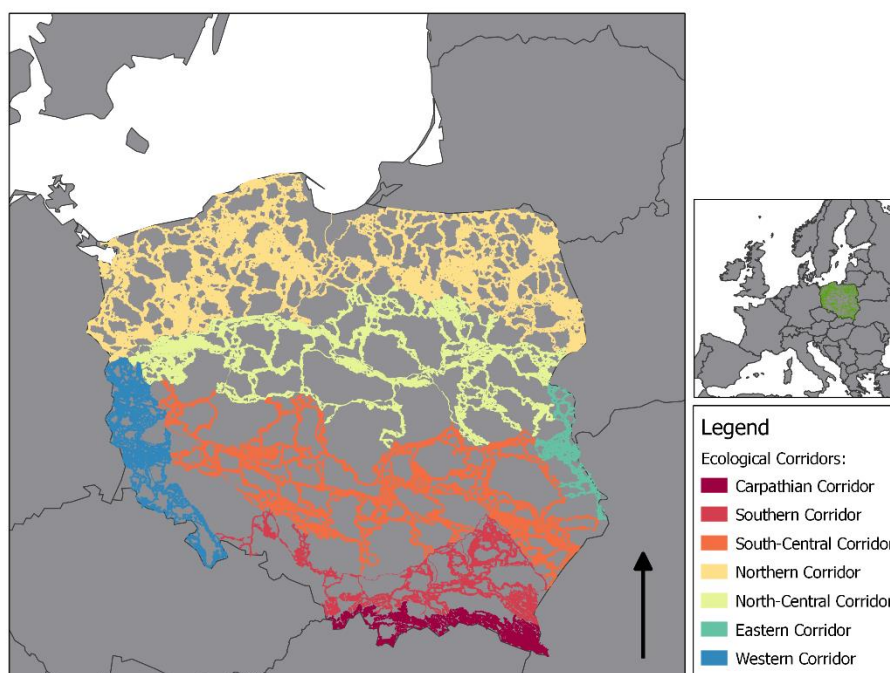 Legend
Ecological Corridors:
Carpathian Corridor
Southern Corridor
South-Central Corridor
Northern Corridor
North-Central Corridor
Eastern Corridor
Western Corridor